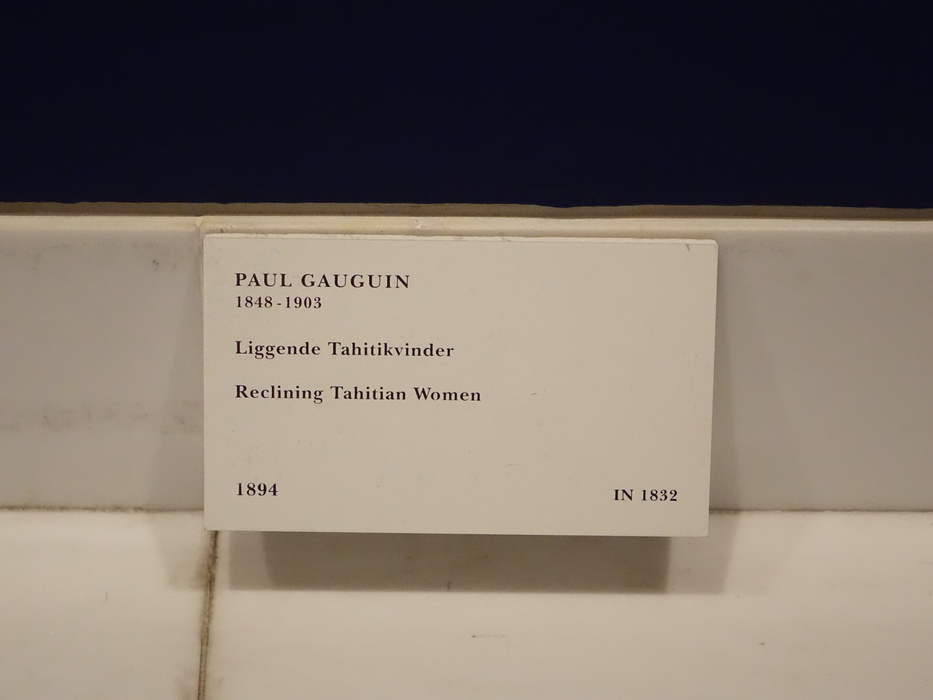 PAUL GAUGUIN
1848-1903
Liggende Tahitikvinder
Reclining Tahitian Women
1894 IN 1832